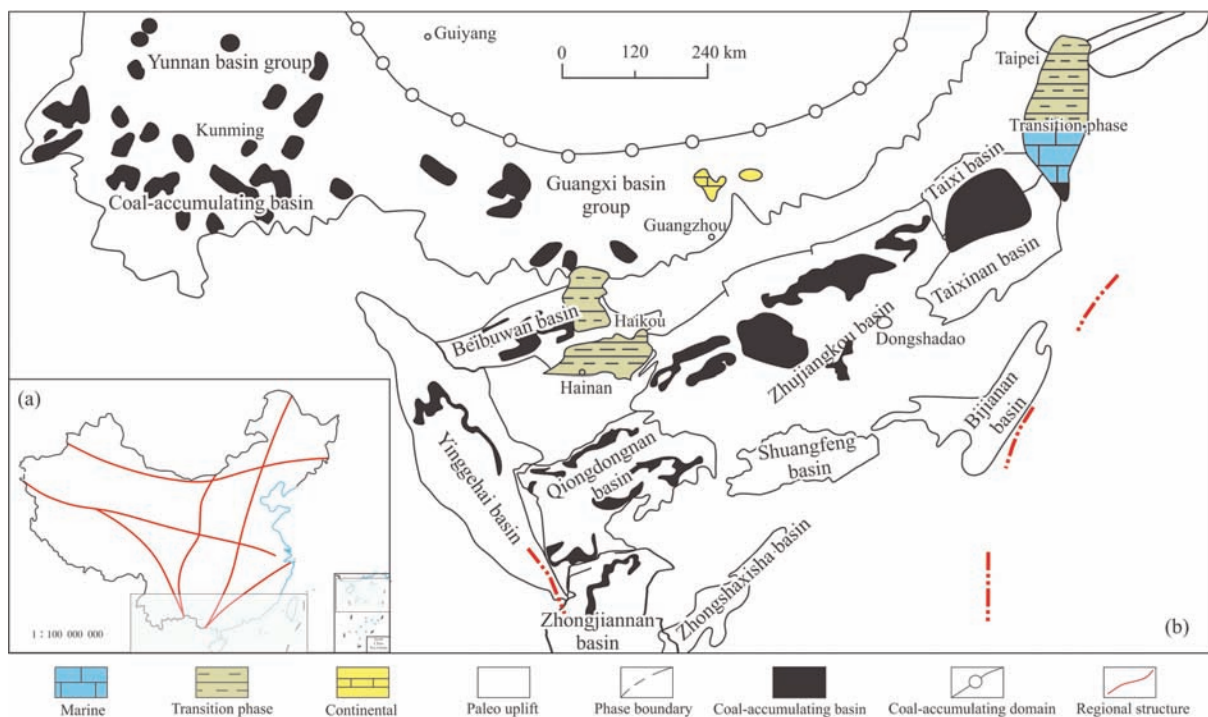 Guiyang
0 120 240 km
Taipei
Yunnan basin group
Kunming
Transition phase
Taixi basin
Guangxi basin
group
Coal-accumulating basin
Guangzhou
Taixinan basin
Beibuwan basin
Haikou
Zhujiangkou basin
Dongshadao
Hainan
(a)
Bijianan
basin
Yinggehai basin
Qiongdongnan
basin
Shuangfeng
basin
Zhongshaxisha basin
Zhongjiannan
basin
1:100 000 000
(b)
Marine
Transition phase
Continental
Paleo uplift
Phase boundary
Coal-accumulating basin
Coal-accumulating domain
Regional structure